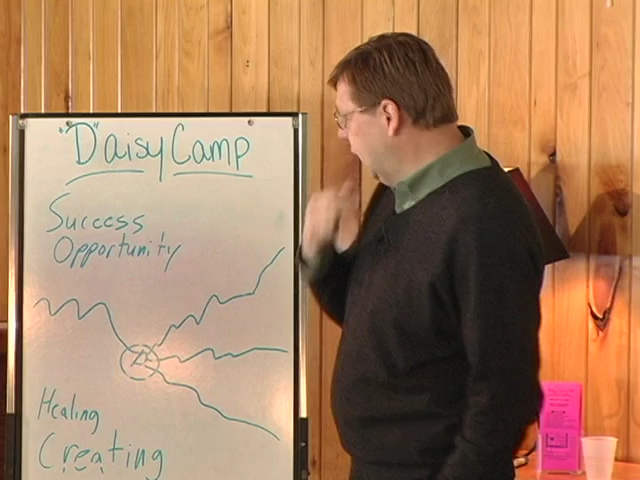 "D"aisy Camp
Success
Opportunity
Healing
Creating